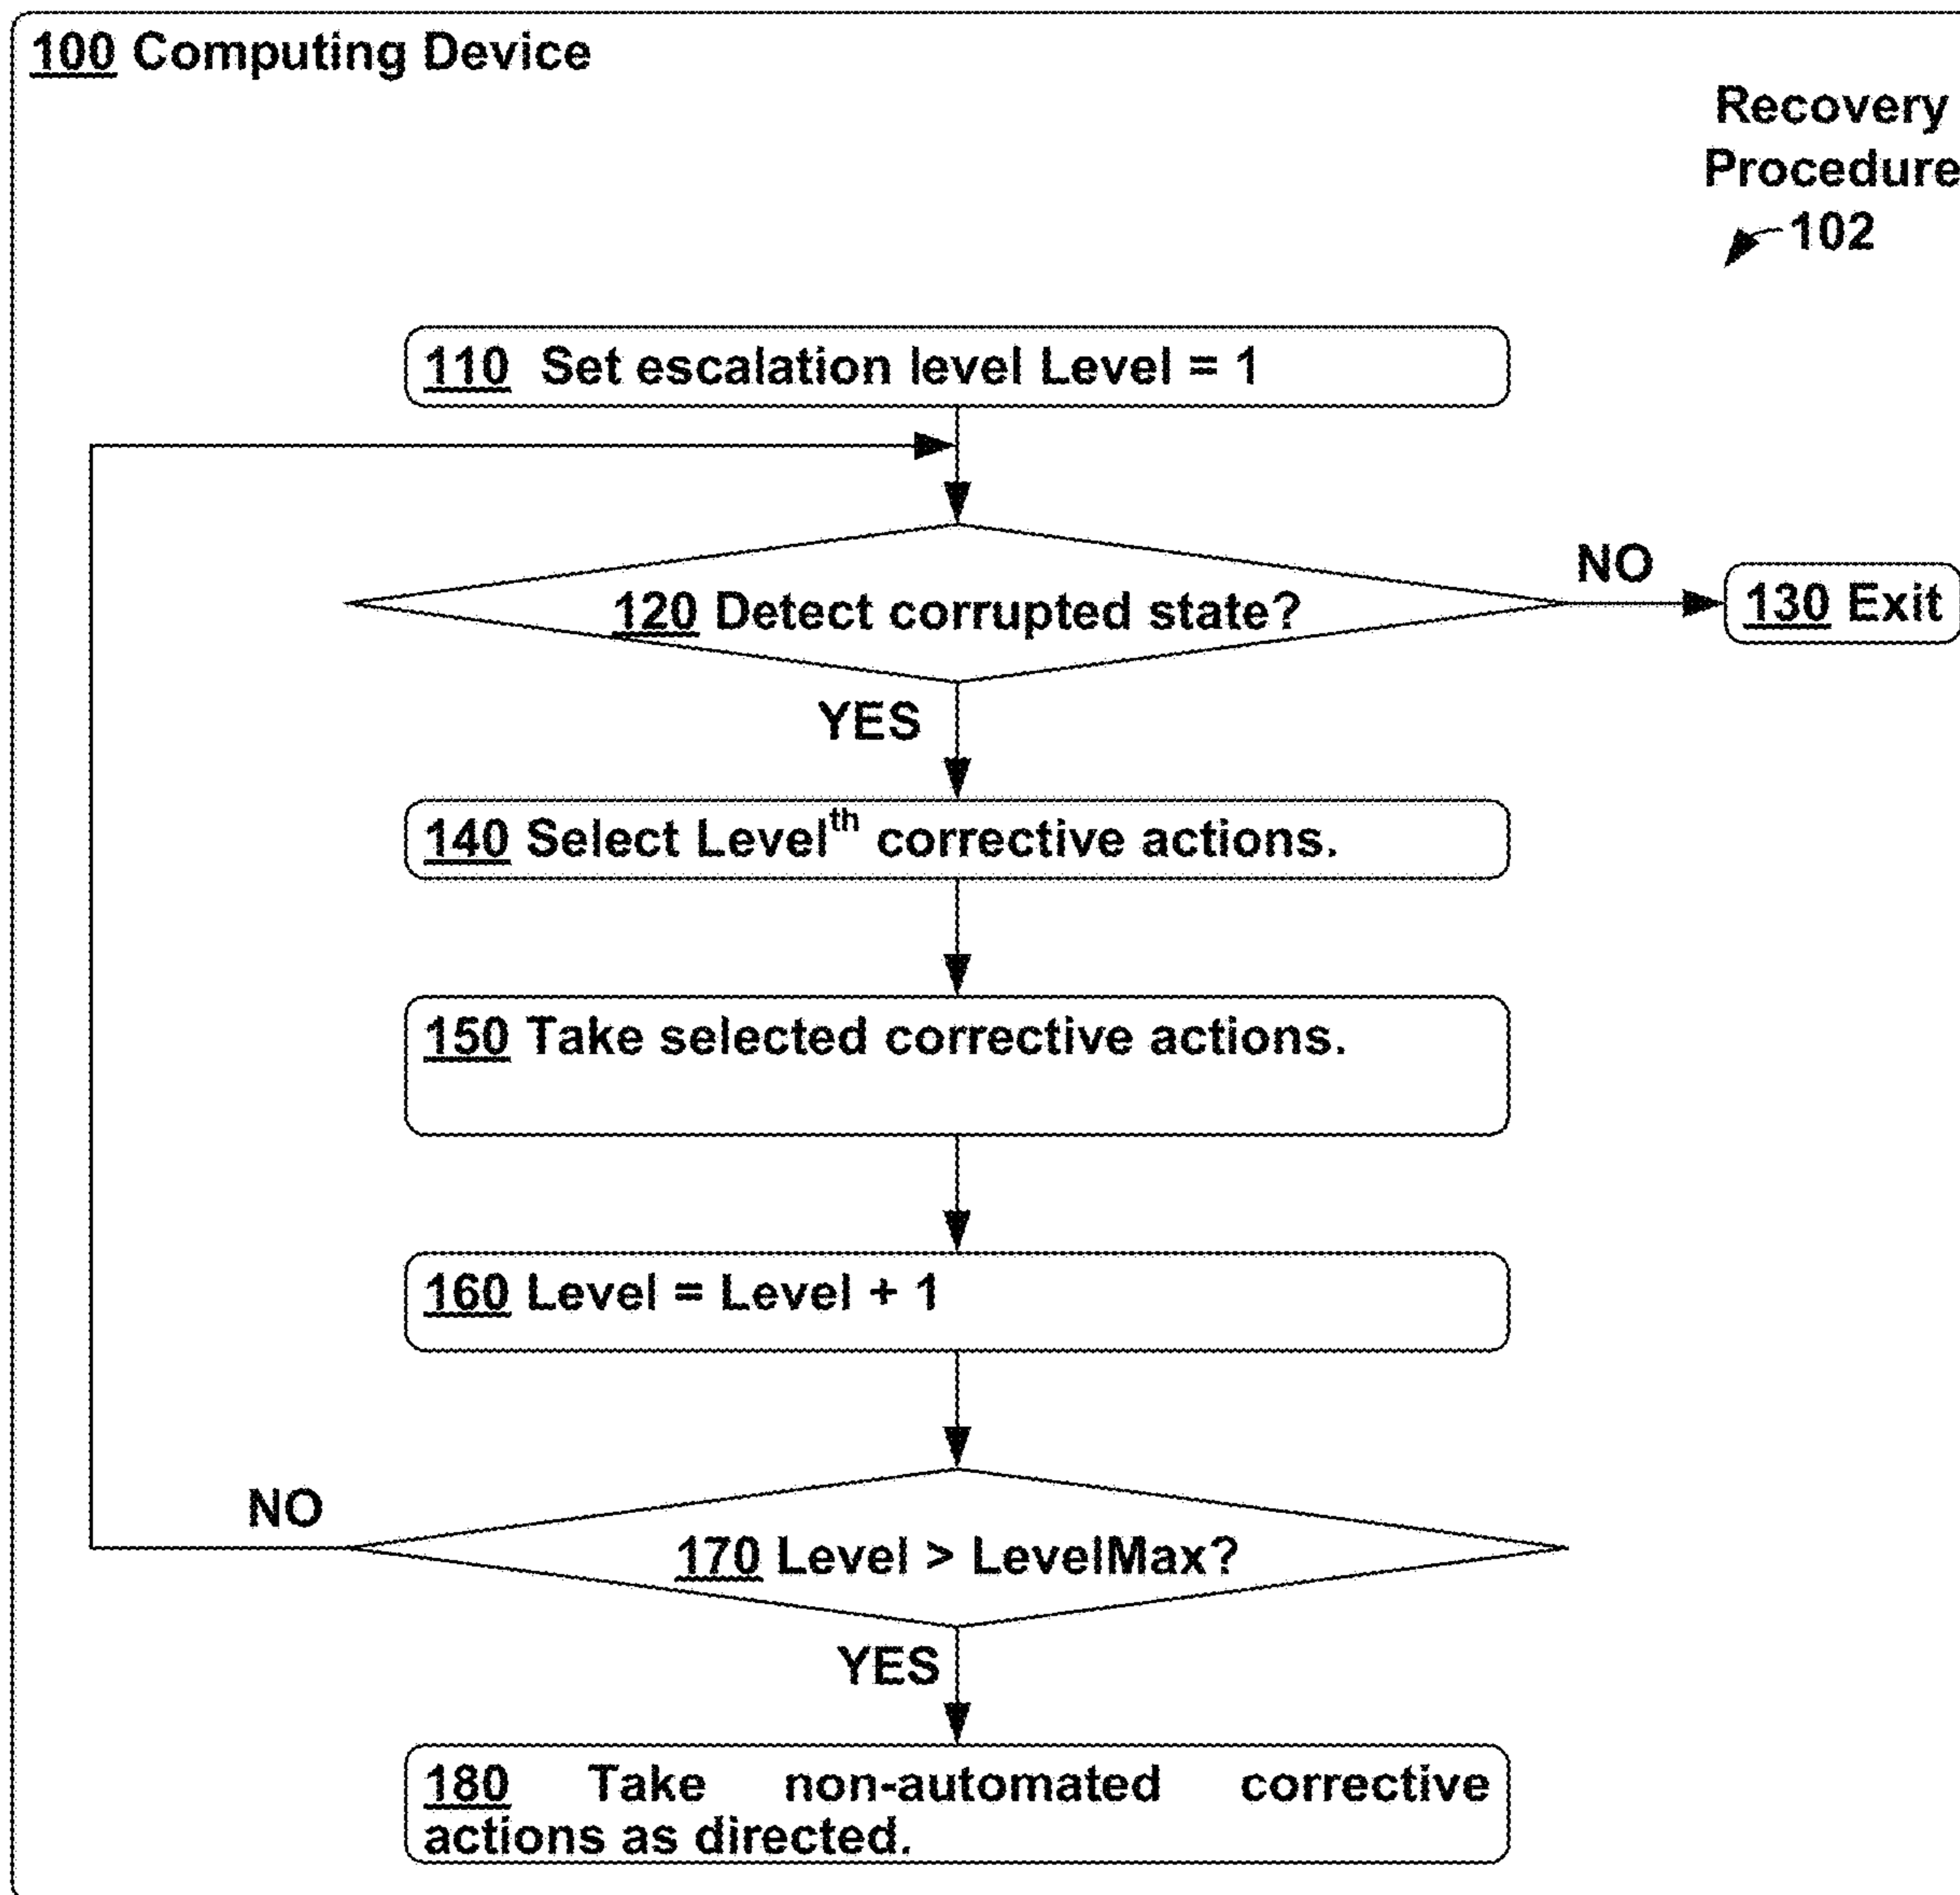 100 Computing Device
Recovery
Procedure
102
110 Set escalation level Level = 1
120 Detect corrupted state?
NO
130 Exit
YES
140 Select Levelth corrective actions.
150 Take selected corrective actions.
160 Level = Level + 1
NO
170 Level > LevelMax?
YES
180 Take non-automated corrective
actions as directed.